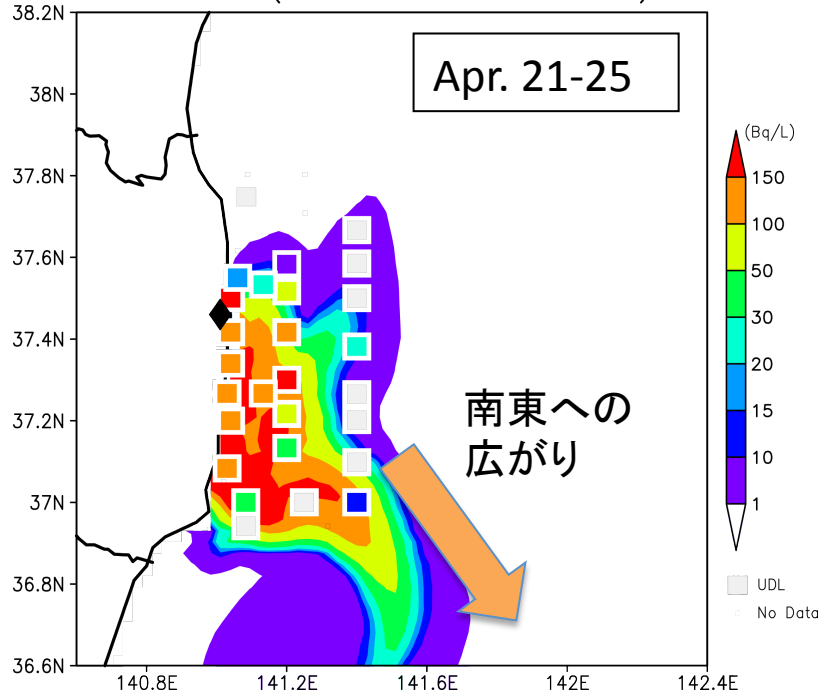 Apr. 21-25
38.2N
38N
37.8N
37.6N
37.4N
37.2N
37N
36.8N
36.6N
南東への
広がり
140.8E
141.2E
141.6E
142E
142.4E
(Bq/L)
150
100
50
30
20
15
10
1
UDL
No Data